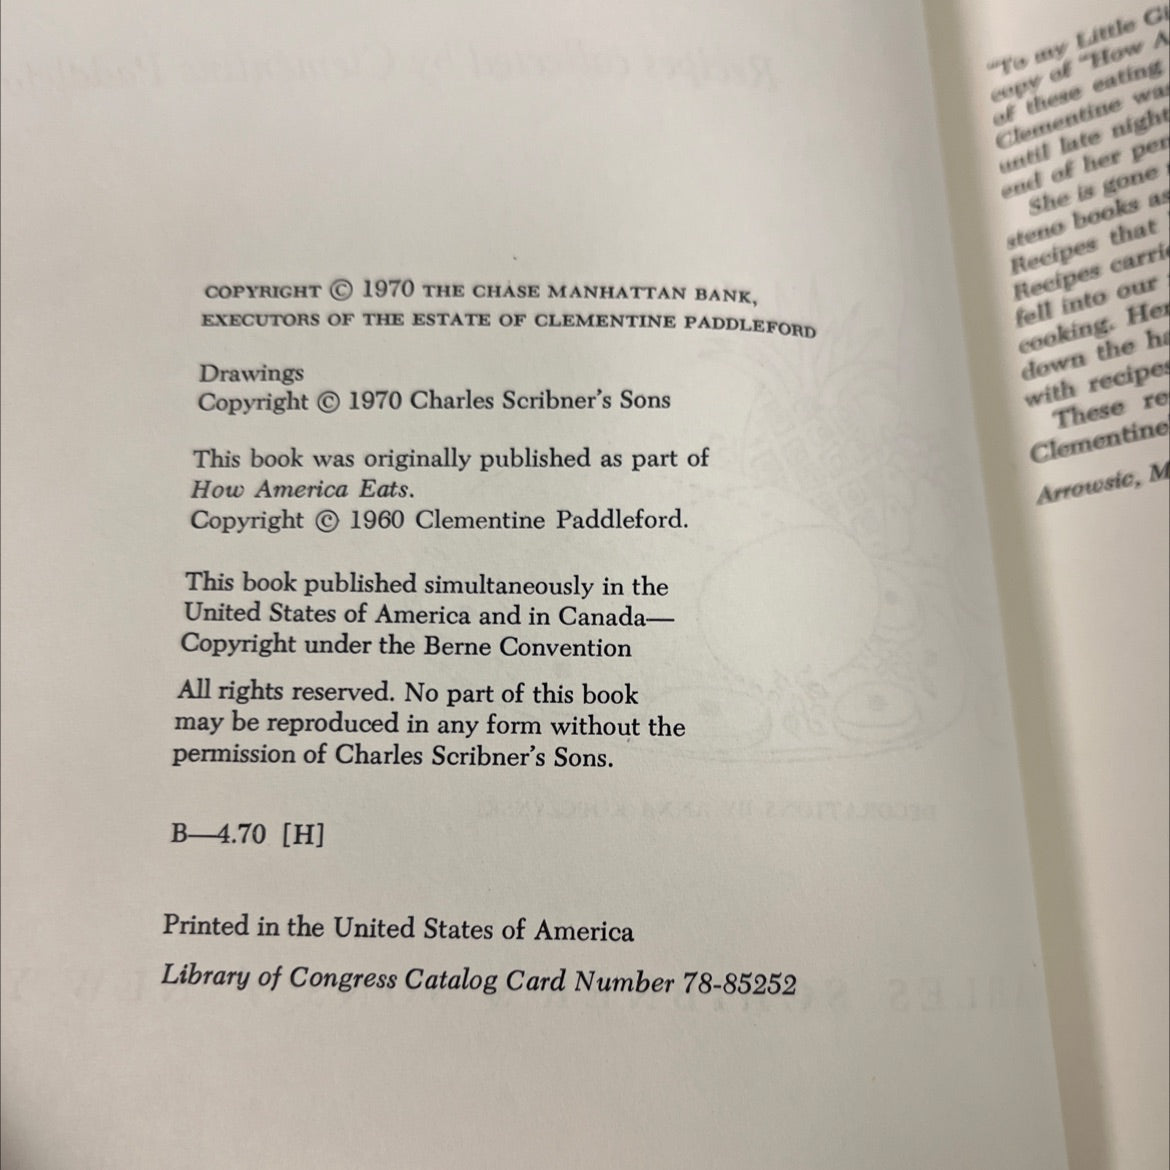 COPYRIGHT © 1970 THE CHASE MANHATTAN BANK,
EXECUTORS OF THE ESTATE OF CLEMENTINE PADDLEFORD
Drawings
Copyright © 1970 Charles Scribner's Sons
This book was originally published as part of
How America Eats.
Copyright © 1960 Clementine Paddleford.
This book published simultaneously in the
United States of America and in Canada—
Copyright under the Berne Convention
All rights reserved. No part of this book
may be reproduced in any form without the
permission of Charles Scribner's Sons.
B—4.70 [H]
Printed in the United States of America
Library of Congress Catalog Card Number 78-85252
"To my Little
copy of "How
of these eating
Clementine
until late night
end of her
She is gone
steno books as
Recipes that
Recipes
fell into our
cooking.
down the
with recipes
These
Clementine
Arrowsic,